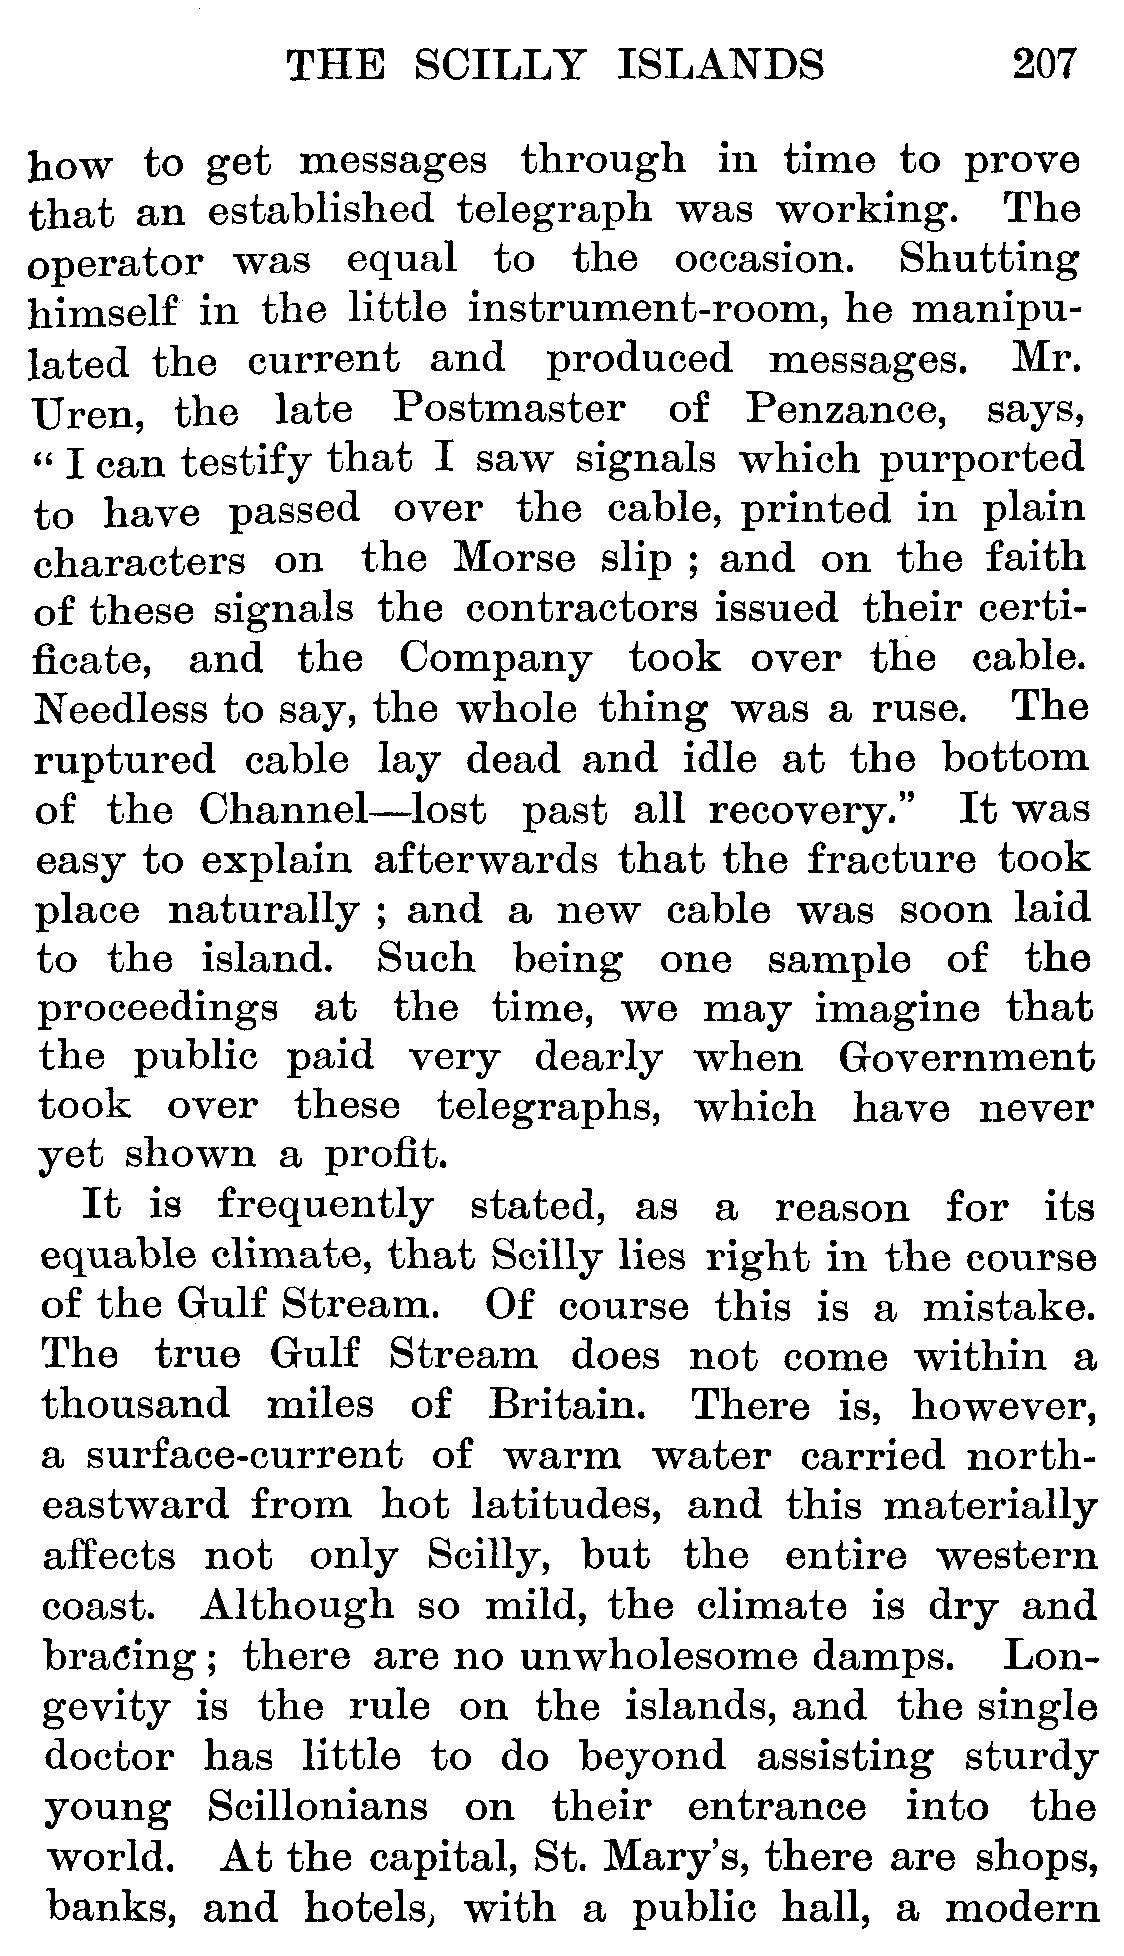 THE SCILLY ISLANDS 207
how to get messages through in time to prove
that an established telegraph was working. The
operator was equal to the occasion. Shutting
himself in the little instrument-room, he manipu-
lated the current and produced messages. Mr.
Uren, the late Postmaster of Penzance, says,
“ I can testify that I saw signals which purported
to have passed over the cable, printed in plain
characters on the Morse slip ; and on the faith
of these signals the contractors issued their certi-
ficate, and the Company took over the cable.
Needless to say, the whole thing was a ruse. The
ruptured cable lay dead and idle at the bottom
of the Channel—lost past all recovery.” It was
easy to explain afterwards that the fracture took
place naturally ; and a new cable was soon laid
to the island. Such being one sample of the
proceedings at the time, we may imagine that
the public paid very dearly when Government
took over these telegraphs, which have never
yet shown a profit.
It is frequently stated, as a reason for its
equable climate, that Scilly lies right in the course
of the Gulf Stream. Of course this is a mistake.
The true Gulf Stream does not come within a
thousand miles of Britain. There is, however,
a surface-current of warm water carried north-
eastward from hot latitudes, and this materially
affects not only Scilly, but the entire western
coast. Although so mild, the climate is dry and
bracing ; there are no unwholesome damps. Lon-
gevity is the rule on the islands, and the single
doctor has little to do beyond assisting sturdy
young Scillonians on their entrance into the
world. At the capital, St. Mary’s, there are shops,
banks, and hotels, with a public hall, a modern